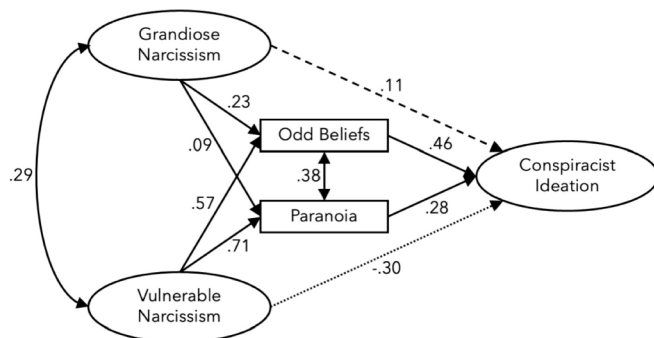 Grandiose
Narcissism
.11
.23
Odd Beliefs
.46
.09
Conspiracist
Ideation
.29
.38
.57
Paranoia
.28
.71
-.30
Vulnerable
Narcissism